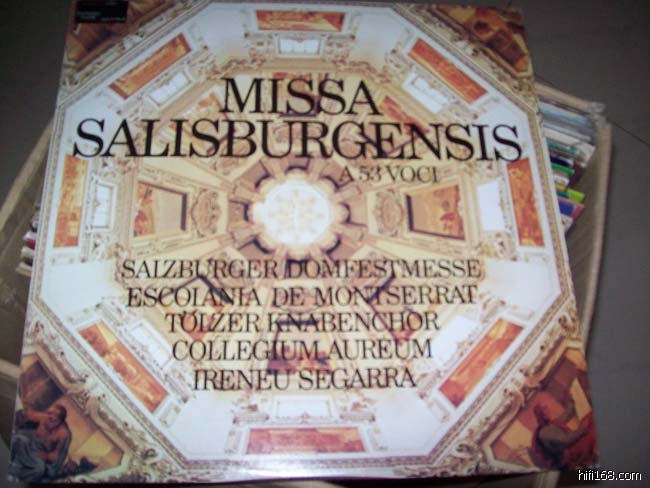 MISSA
SALISBURGENSIS
A 53 VOCI
SALZBURGER DOMFESTMESSE
ESCOLANIA DE MONTSERRAT
TÖLZER KNABENCHOR
COLLEGIUM AUREUM
IRENEU SEGARRA
hifi168.com